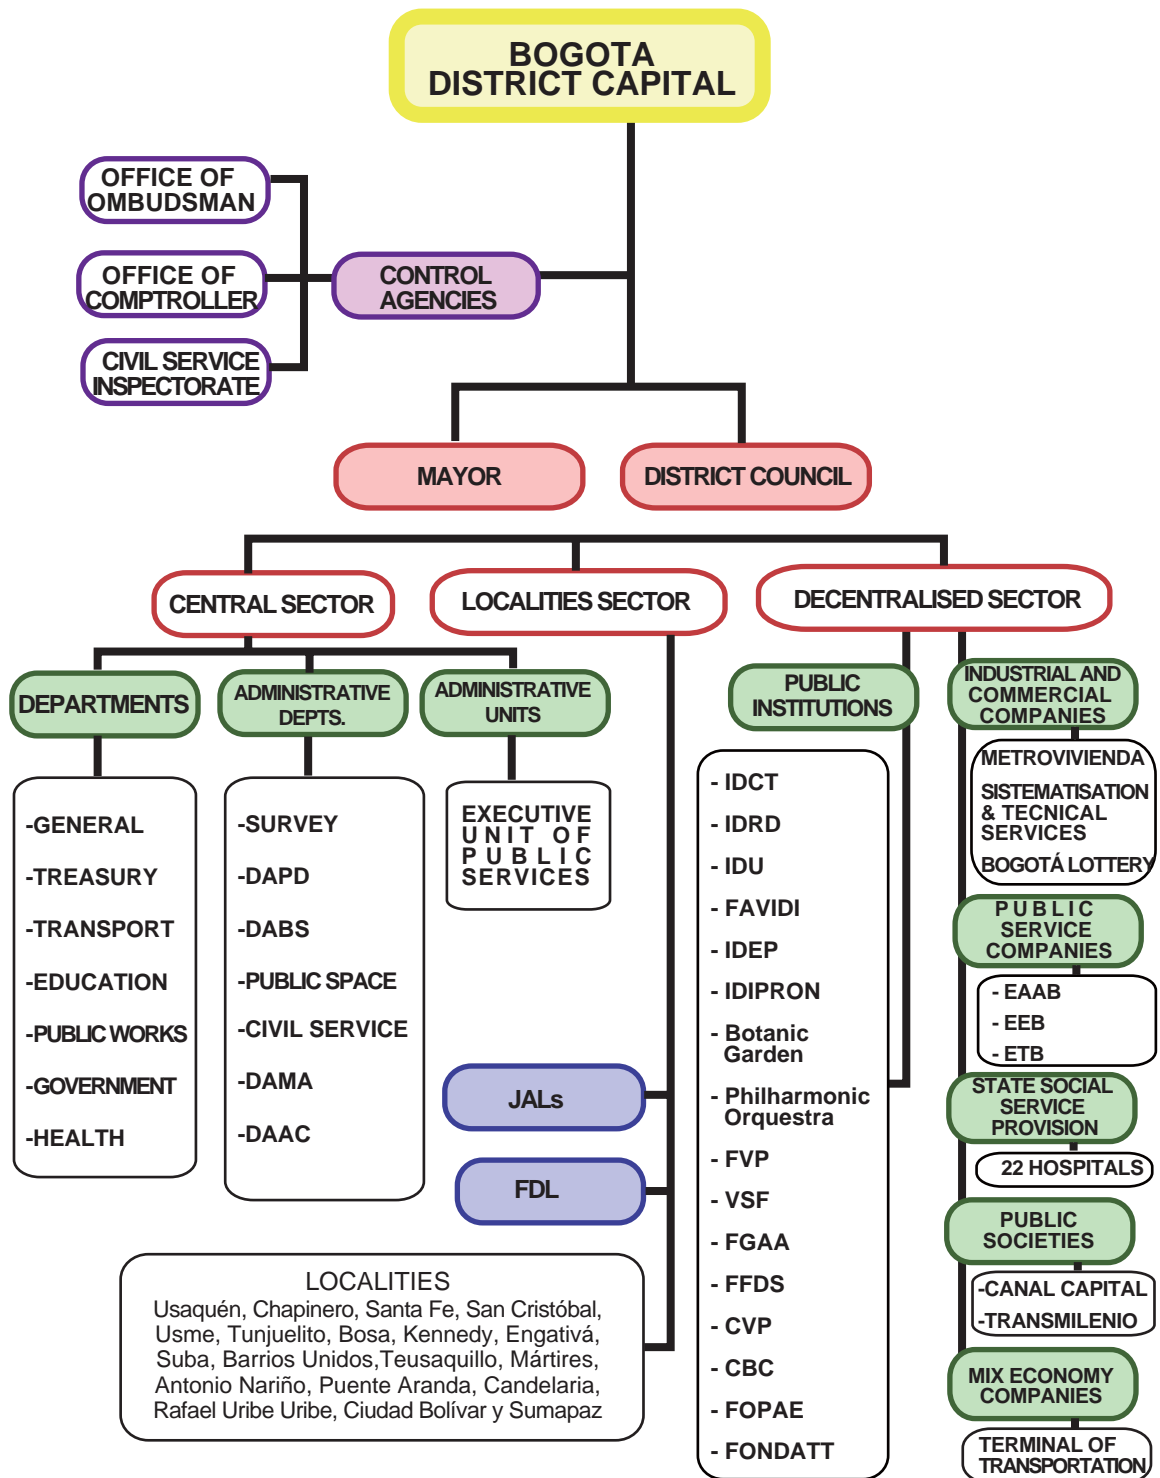 BOGOTA
DISTRICT CAPITAL
OFFICE OF
OMBUDSMAN
OFFICE OF
COMPTROLLER
CIVIL SERVICE
INSPECTORATE
CONTROL
AGENCIES
MAYOR
DISTRICT COUNCIL
CENTRAL SECTOR
LOCALITIES SECTOR
DECENTRALISED SECTOR
DEPARTMENTS
-GENERAL
-TREASURY
-TRANSPORT
-EDUCATION
-PUBLIC WORKS
-GOVERNMENT
-HEALTH
ADMINISTRATIVE
DEPTS.
-SURVEY
-DAPD
-DABS
-PUBLIC SPACE
-CIVIL SERVICE
-DAMA
-DAAC
ADMINISTRATIVE
UNITS
EXECUTIVE
UNIT OF
PUBLIC
SERVICES
JALs
FDL
LOCALITIES
Usaquén, Chapinero, Santa Fe, San Cristóbal,
Usme, Tunjuelito, Bosa, Kennedy, Engativá,
Suba, Barrios Unidos,Teusaquillo, Mártires,
Antonio Nariño, Puente Aranda, Candelaria,
Rafael Uribe Uribe, Ciudad Bolívar y Sumapaz
PUBLIC
INSTITUTIONS
- IDCT
- IDRD
- IDU
- FAVIDI
- IDEP
- IDIPRON
- Botanic
Garden
- Philharmonic
Orquestra
- FVP
- VSF
- FGAA
- FFDS
- CVP
- CBC
- FOPAE
- FONDATT
INDUSTRIAL AND
COMMERCIAL
COMPANIES
METROVIVIENDA
SISTEMATISATION
& TECNICAL
SERVICES
BOGOTÁ LOTTERY
PUBLIC
SERVICE
COMPANIES
- EAAB
- EEB
- ETB
STATE SOCIAL
SERVICE
PROVISION
22 HOSPITALS
PUBLIC
SOCIETIES
-CANAL CAPITAL
-TRANSMILENIO
MIX ECONOMY
COMPANIES
TERMINAL OF
TRANSPORTATION